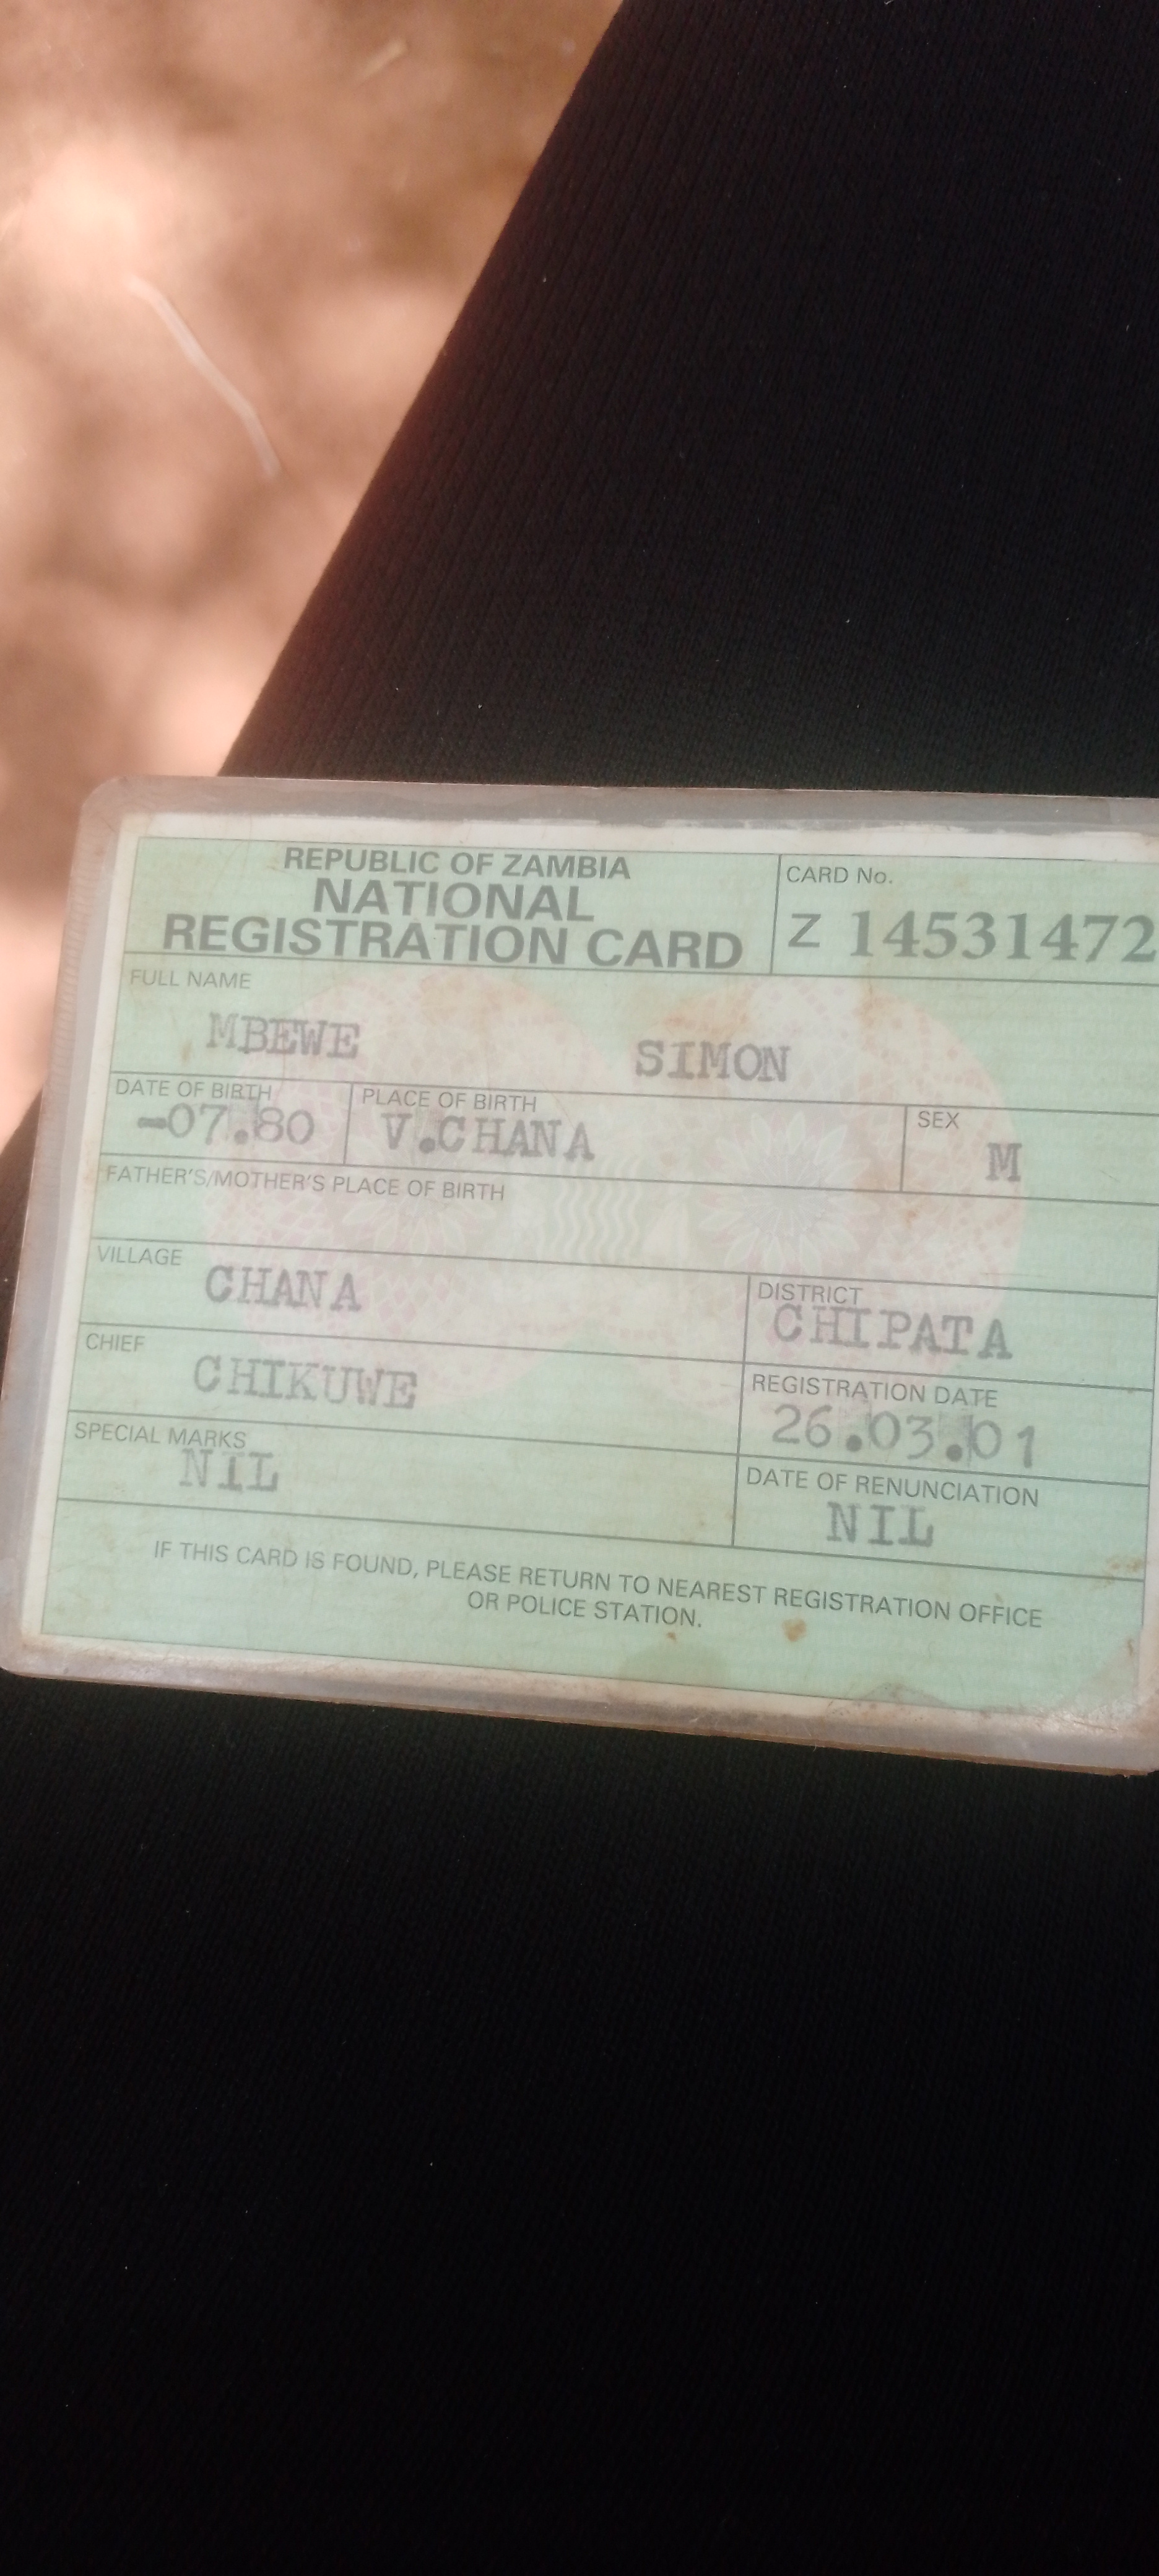 REPUBLIC OF ZAMBIA
NATIONAL
REGISTRATION CARD
CARD No.
Z 14531472
FULL NAME
MBEWE SIMON
DATE OF BIRTH PLACE OF BIRTH SEX
-07.80 V.CHANA M
FATHER'S/MOTHER'S PLACE OF BIRTH
VILLAGE
CHANA
DISTRICT
CHIPATA
CHIEF
CHIKUWE
REGISTRATION DATE
26.03.01
SPECIAL MARKS
NIL
DATE OF RENUNCIATION
NIL
IF THIS CARD IS FOUND, PLEASE RETURN TO NEAREST REGISTRATION OFFICE
OR POLICE STATION.